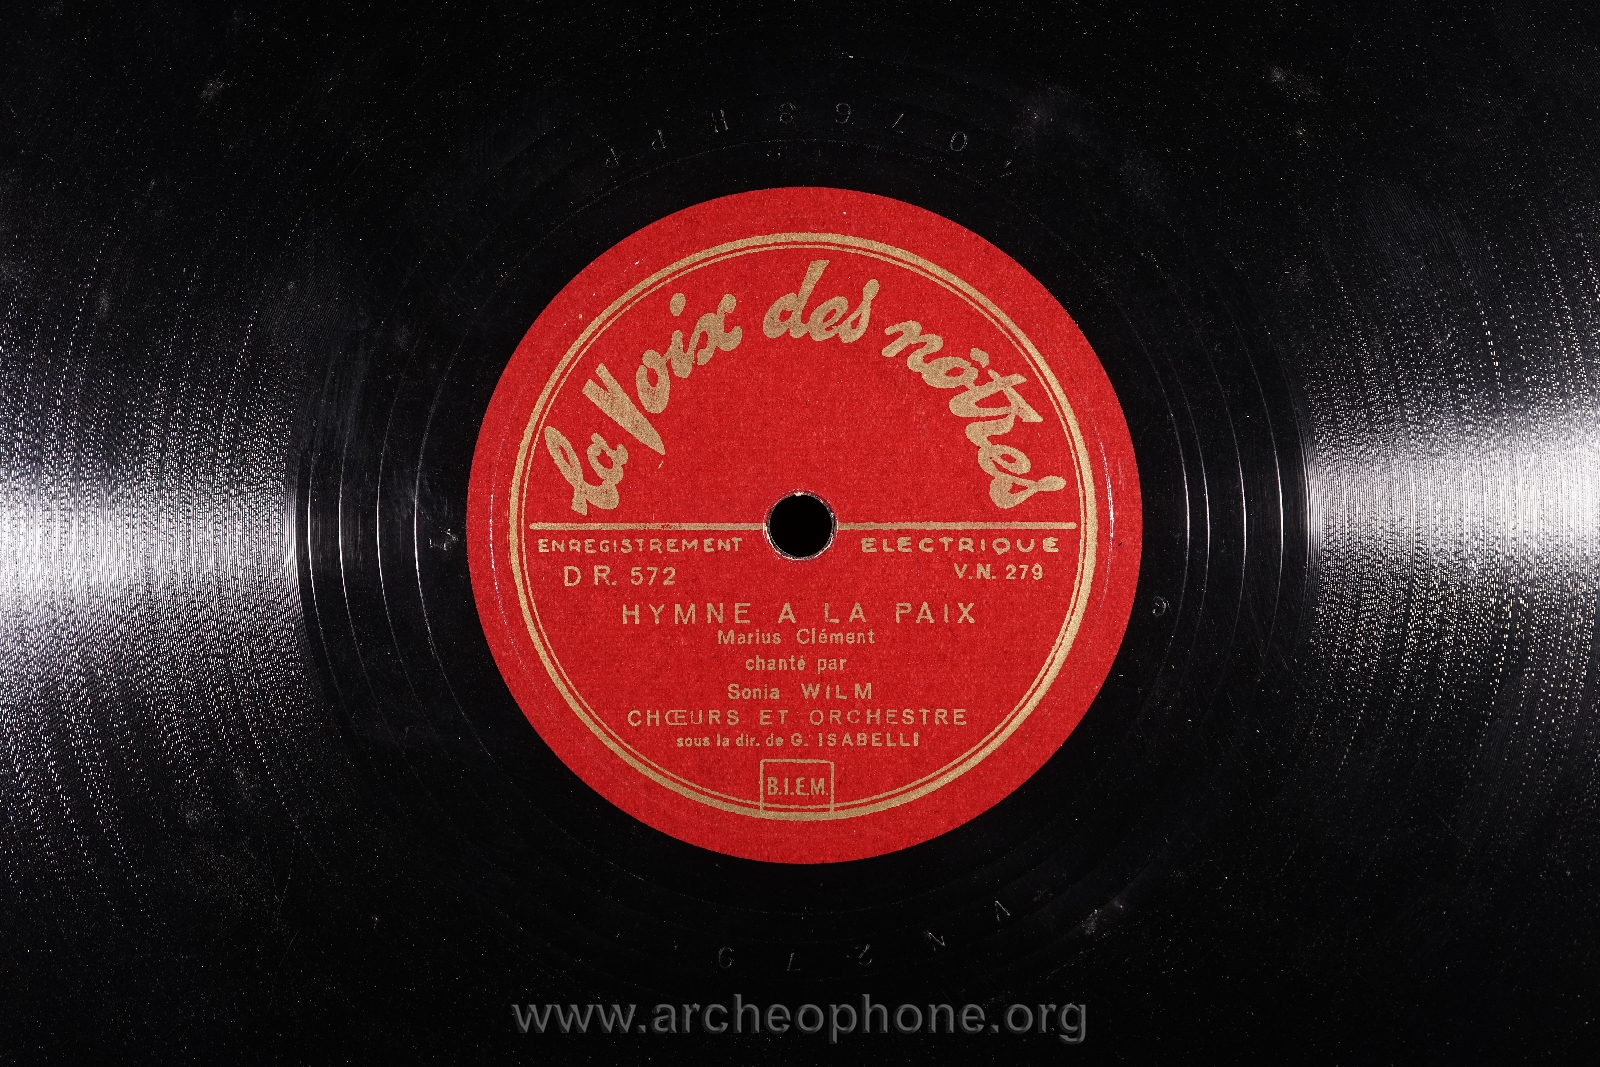 la Voix des nôtres
ENREGISTREMENT ELECTRIQUE
D R. 572 V.N. 279
HYMNE A LA PAIX
Marius Clément
chanté par
Sonia WILM
CHŒURS ET ORCHESTRE
sous la dir. de G. ISABELLI
B.I.E.M.
V N 279
www.archeophone.org